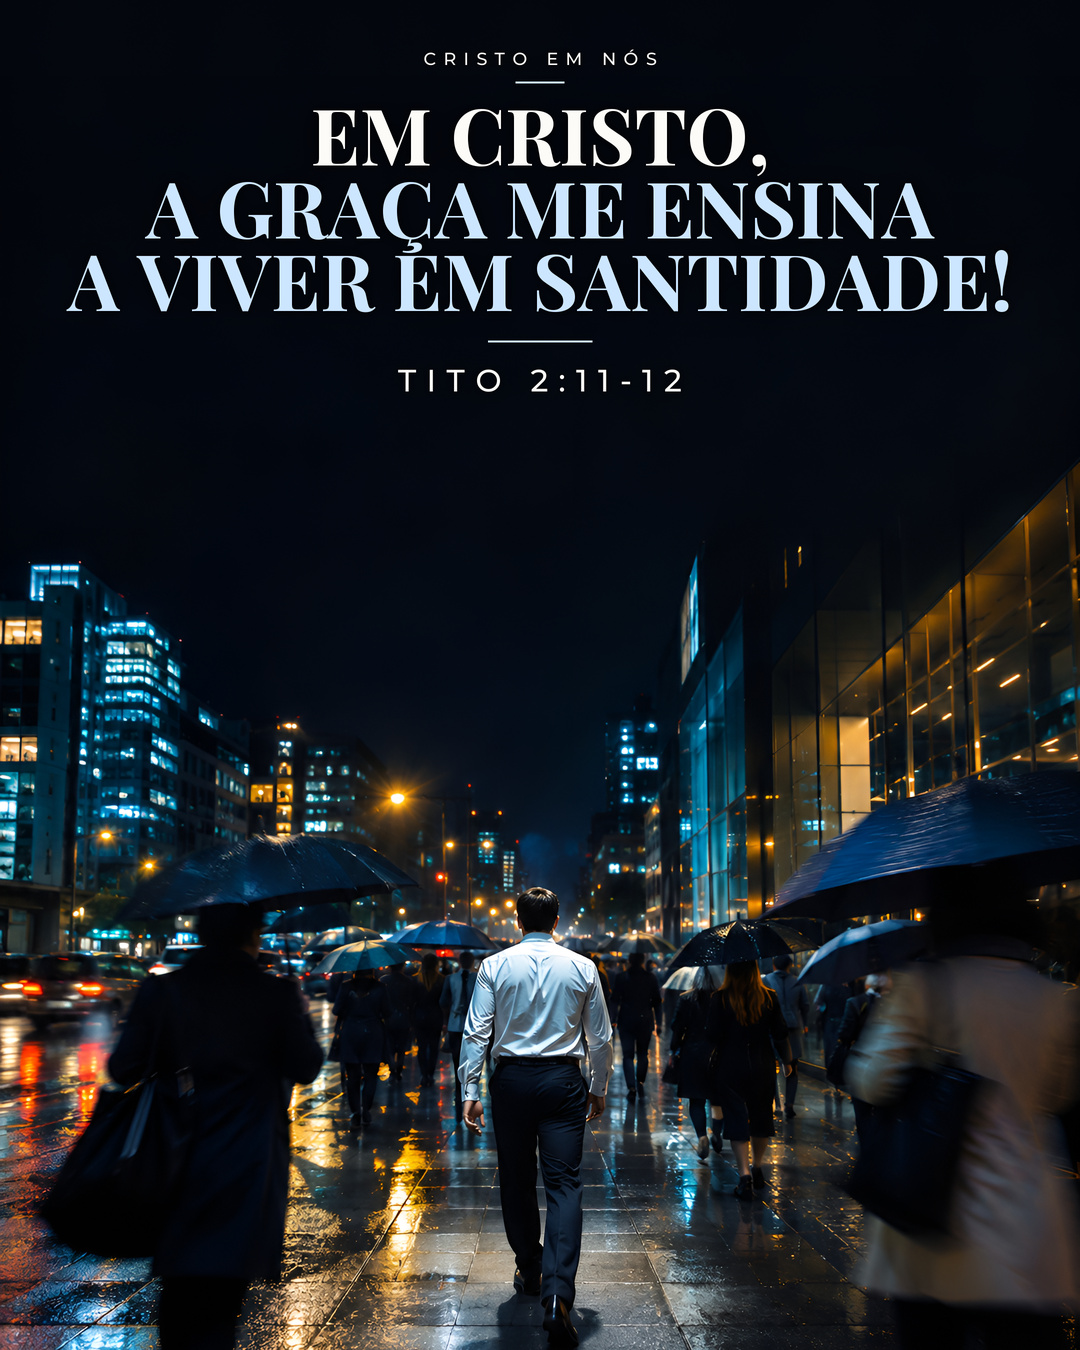 CRISTO EM NÓS
EM CRISTO,
A GRAÇA ME ENSINA
A VIVER EM SANTIDADE!
TITO 2:11-12